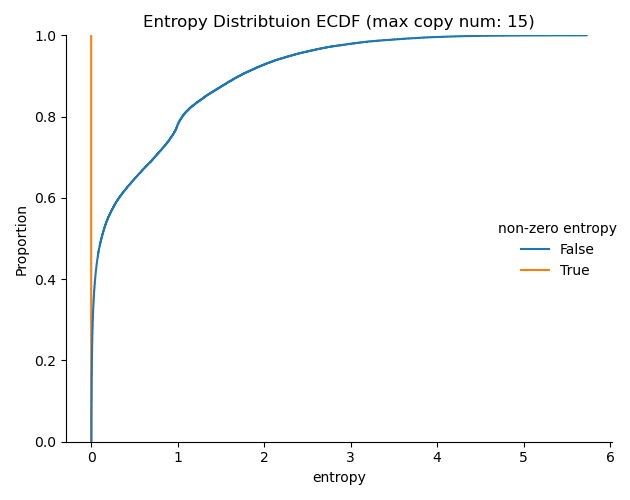 Entropy Distribtuion ECDF (max copy num: 15)
1.0
0.8
0.6
0.4
0.2
0.0
Proportion
non-zero entropy
False
True
0 1 2 3 4 5 6
entropy